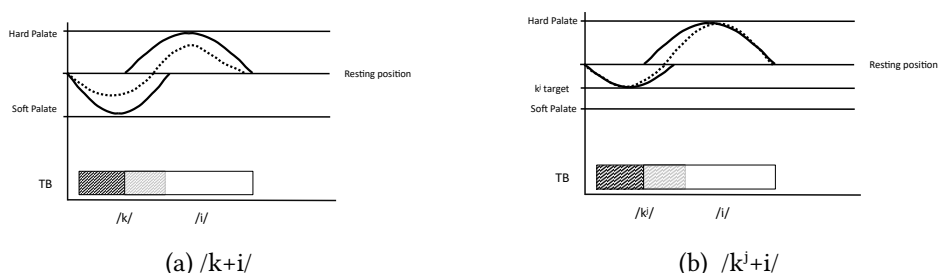 Hard Palate
Resting position
Soft Palate
TB
/k/ /i/
(a) /k+i/
Hard Palate
Resting position
kʲ target
Soft Palate
TB
/kʲ/ /i/
(b) /kʲ+i/